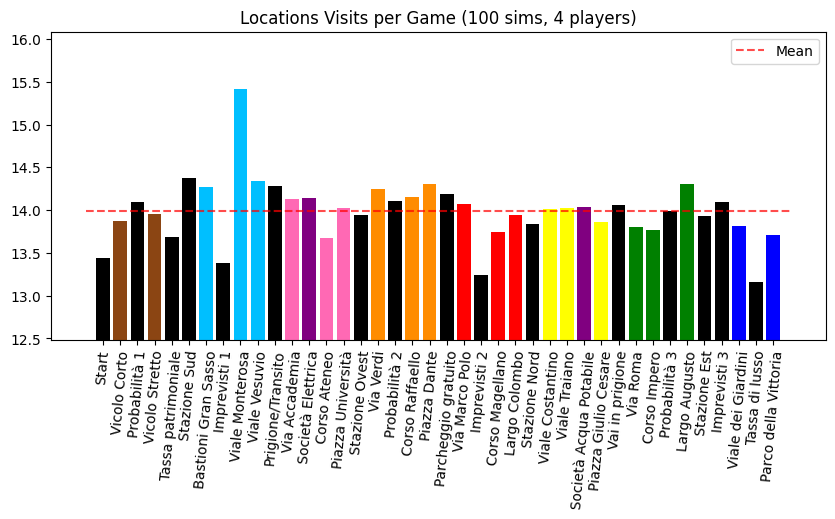 Locations Visits per Game (100 sims, 4 players)
Mean
16.0
15.5
15.0
14.5
14.0
13.5
13.0
12.5
Start
Vicolo Corto
Probabilità 1
Vicolo Stretto
Tassa patrimoniale
Stazione Sud
Bastioni Gran Sasso
Imprevisti 1
Viale Monterosa
Viale Vesuvio
Prigione/Transito
Via Accademia
Società Elettrica
Corso Ateneo
Piazza Università
Stazione Ovest
Via Verdi
Probabilità 2
Corso Raffaello
Piazza Dante
Parcheggio gratuito
Via Marco Polo
Imprevisti 2
Corso Magellano
Largo Colombo
Stazione Nord
Viale Costantino
Viale Traiano
Società Acqua Potabile
Piazza Giulio Cesare
Vai in prigione
Via Roma
Corso Impero
Probabilità 3
Largo Augusto
Stazione Est
Imprevisti 3
Viale dei Giardini
Tassa di lusso
Parco della Vittoria